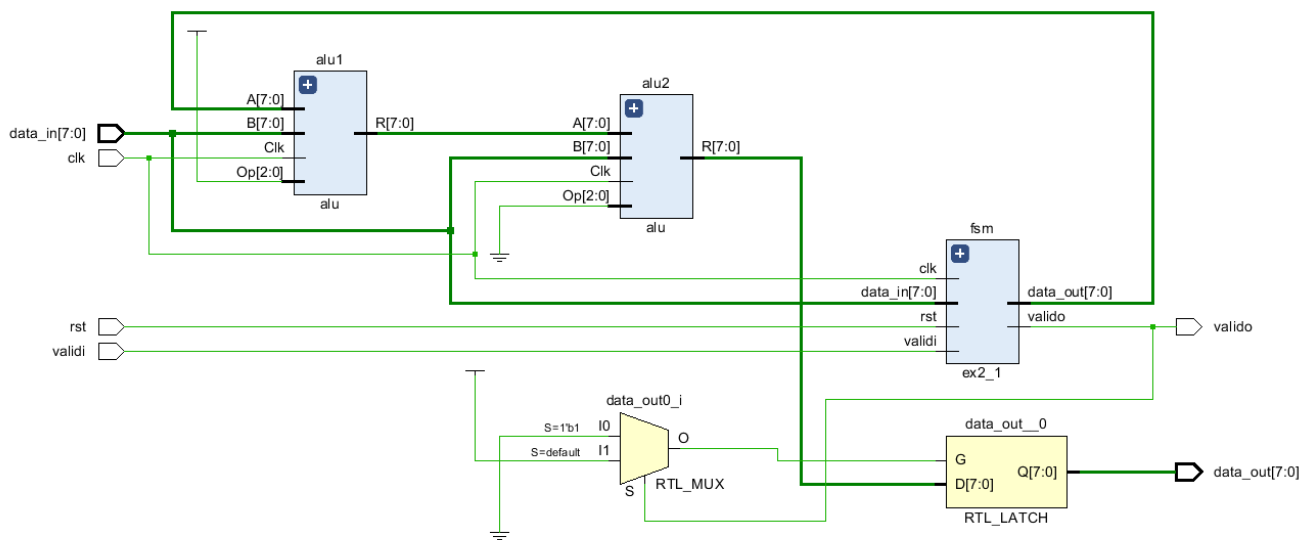 alu1
A[7:0]
B[7:0]
Clk
Op[2:0]
R[7:0]
alu
data_in[7:0]
clk
alu2
A[7:0]
B[7:0]
Clk
Op[2:0]
R[7:0]
alu
fsm
clk
data_in[7:0]
rst
validi
data_out[7:0]
valido
ex2_1
rst
validi
valido
data_out0_i
S=1'b1
I0
S=default
I1
O
S
RTL_MUX
data_out__0
G
D[7:0]
Q[7:0]
RTL_LATCH
data_out[7:0]